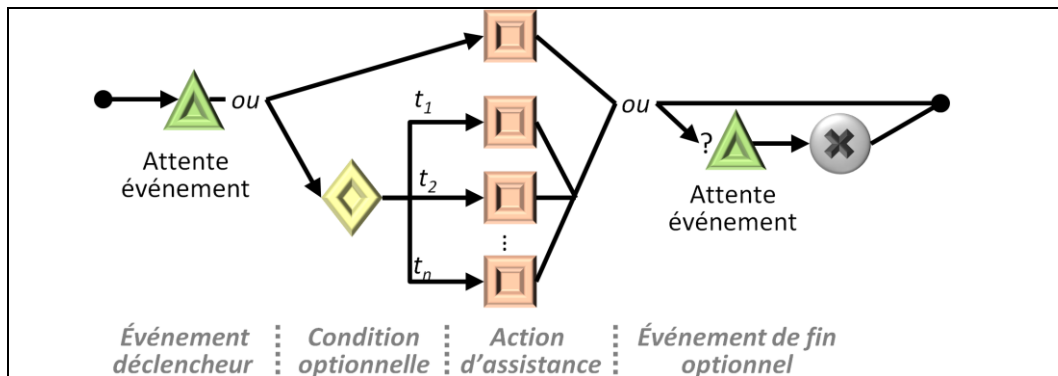 ou
t1
ou
?
Attente
événement
t2
Attente
événement
...
tn
Événement
déclencheur
Condition
optionnelle
Action
d'assistance
Événement de fin
optionnel